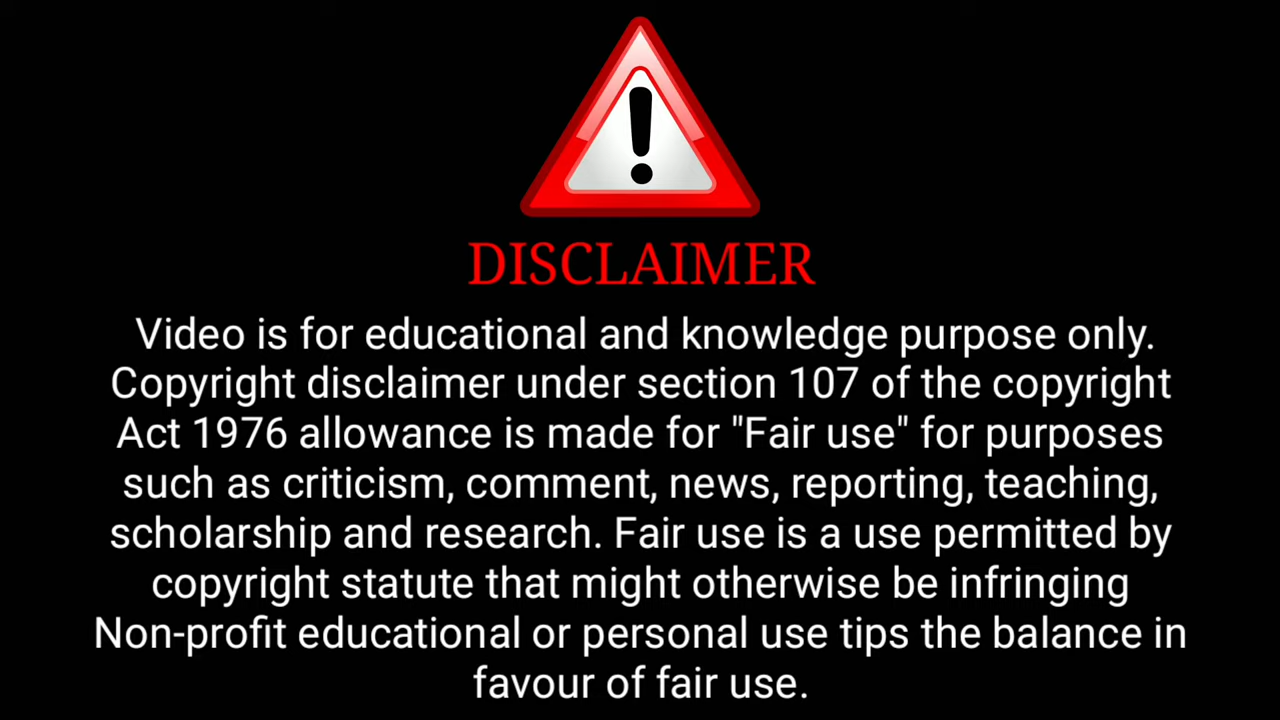 DISCLAIMER
Video is for educational and knowledge purpose only.
Copyright disclaimer under section 107 of the copyright
Act 1976 allowance is made for "Fair use" for purposes
such as criticism, comment, news, reporting, teaching,
scholarship and research. Fair use is a use permitted by
copyright statute that might otherwise be infringing
Non-profit educational or personal use tips the balance in
favour of fair use.